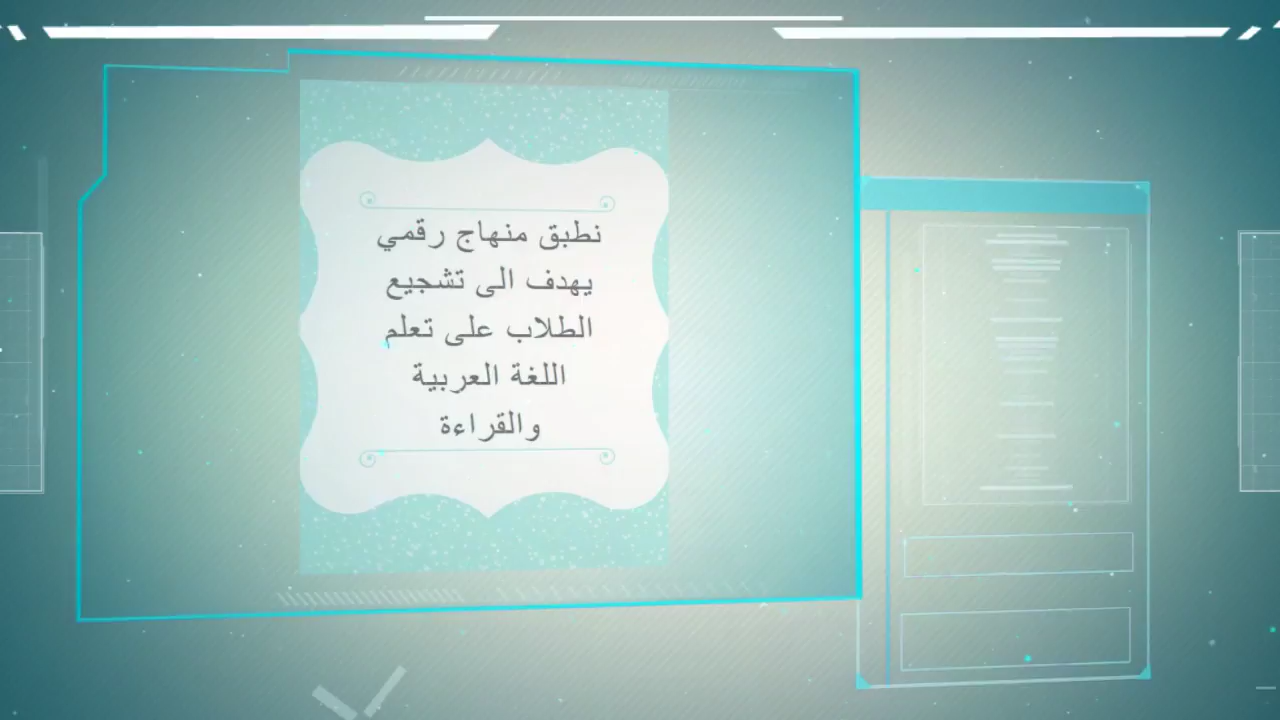 نطبق منهاج رقمي
يهدف الى تشجيع
الطلاب على تعلم
اللغة العربية
والقراءة